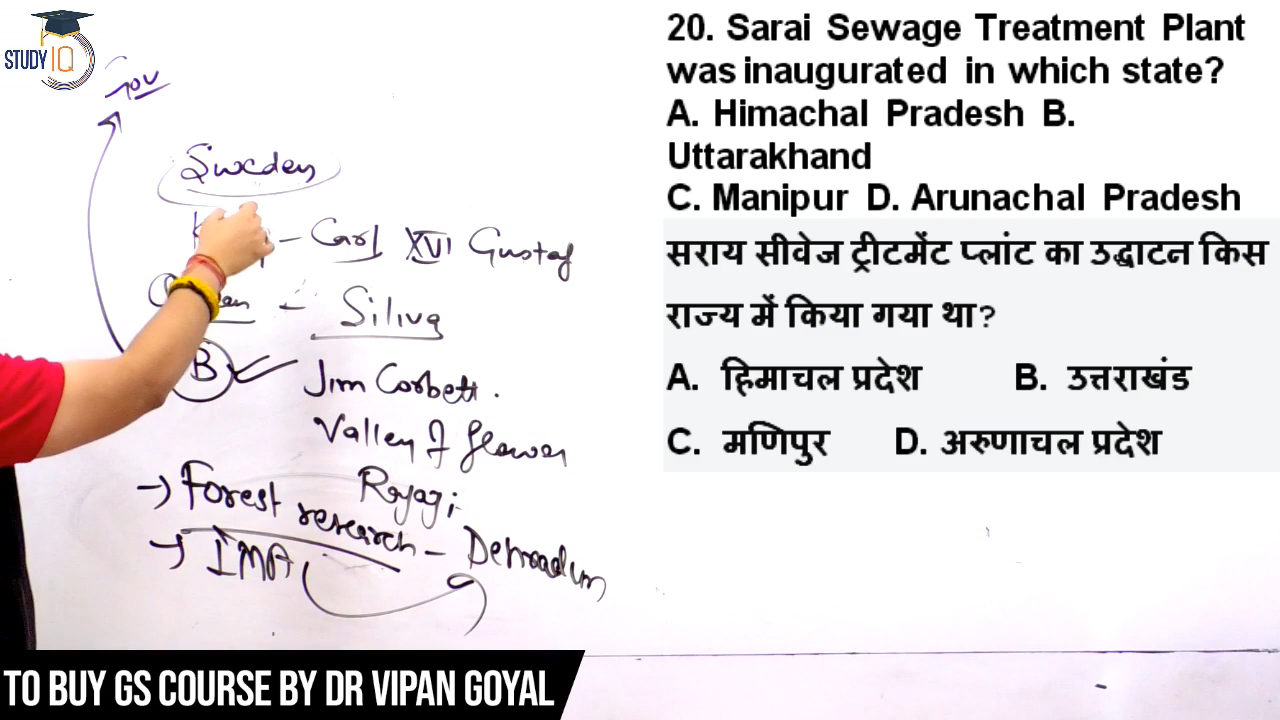 STUDY IQ
Gov
Sweden
- Carl XVI Gustaf
- Siliva
B
Jim Corbett.
Valley of flower
Rajaji
→ Forest research - Dehradun
→ IMA
20. Sarai Sewage Treatment Plant
was inaugurated in which state?
A. Himachal Pradesh B.
Uttarakhand
C. Manipur D. Arunachal Pradesh
सराय सीवेज ट्रीटमेंट प्लांट का उद्घाटन किस
राज्य में किया गया था?
A. हिमाचल प्रदेश B. उत्तराखंड
C. मणिपुर D. अरुणाचल प्रदेश
TO BUY GS COURSE BY DR VIPAN GOYAL